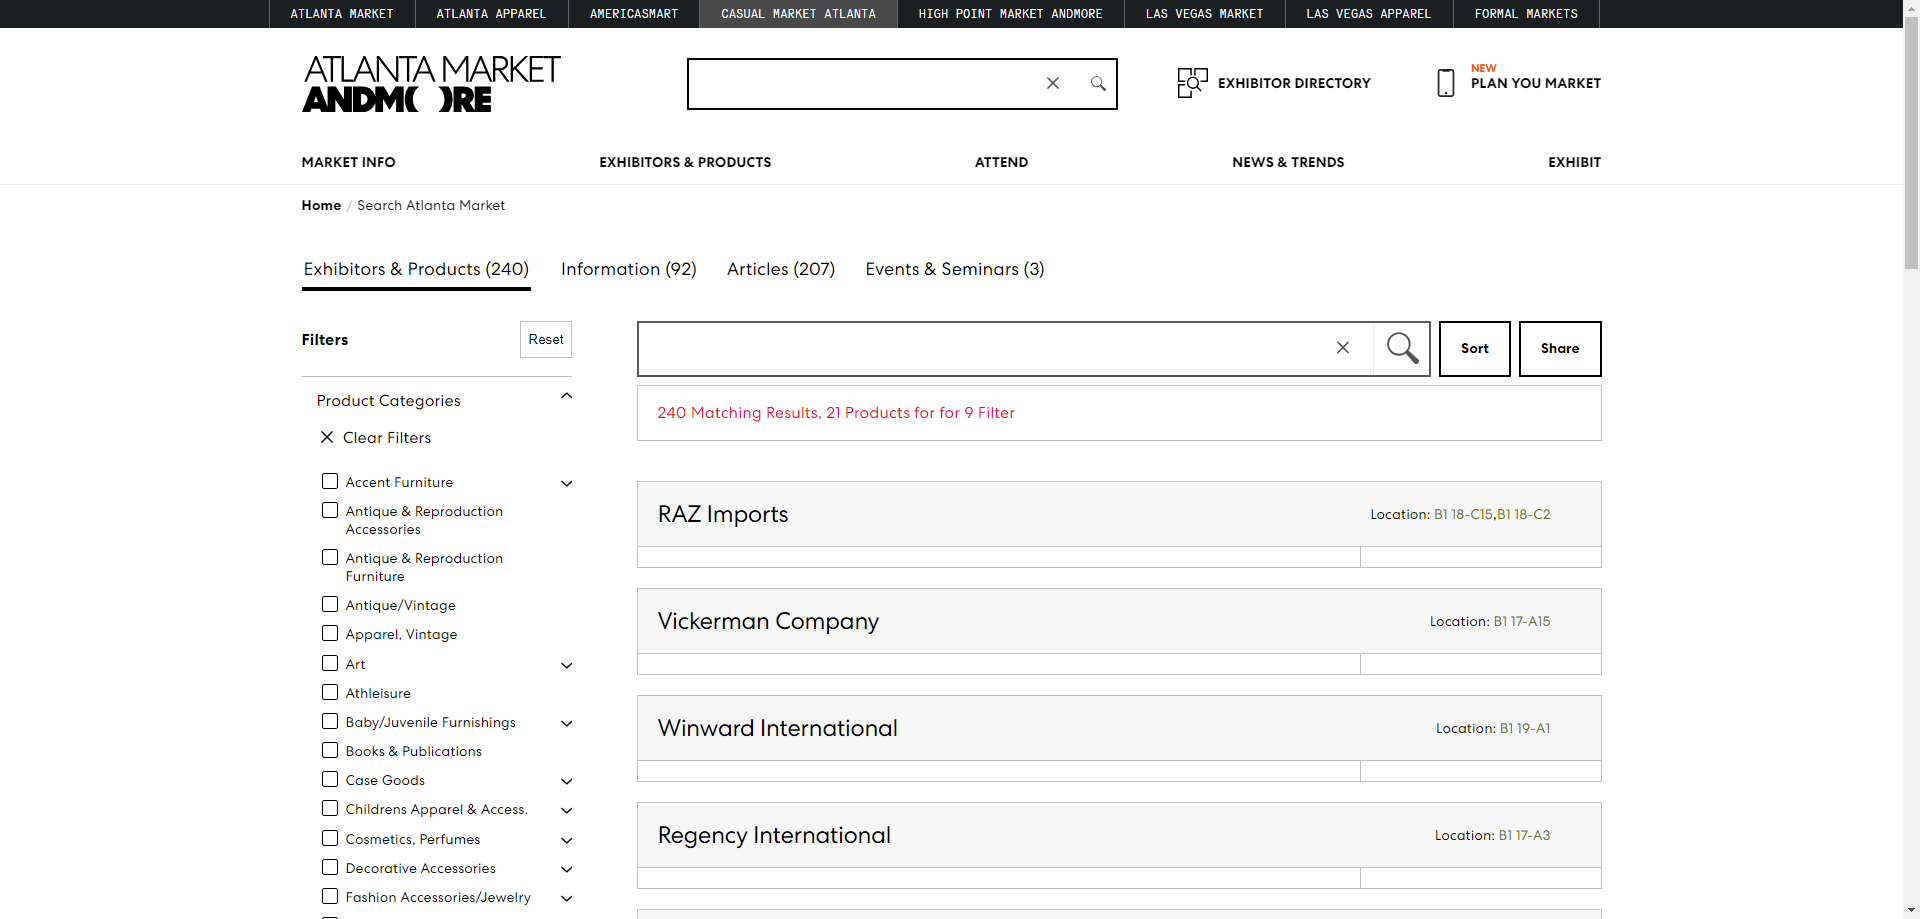 ATLANTA MARKET
ATLANTA APPAREL
AMERICASMART
CASUAL MARKET ATLANTA
HIGH POINT MARKET ANDMORE
LAS VEGAS MARKET
LAS VEGAS APPAREL
FORMAL MARKETS
ATLANTA MARKET
ANDMORE
EXHIBITOR DIRECTORY
NEW
PLAN YOU MARKET
MARKET INFO
EXHIBITORS & PRODUCTS
ATTEND
NEWS & TRENDS
EXHIBIT
Home / Search Atlanta Market
Exhibitors & Products (240)
Information (92)
Articles (207)
Events & Seminars (3)
Filters
Reset
Sort
Share
240 Matching Results, 21 Products for for 9 Filter
Product Categories
Clear Filters
Accent Furniture
Antique & Reproduction
Accessories
Antique & Reproduction
Furniture
Antique/Vintage
Apparel, Vintage
Art
Athleisure
Baby/Juvenile Furnishings
Books & Publications
Case Goods
Childrens Apparel & Access.
Cosmetics, Perfumes
Decorative Accessories
Fashion Accessories/Jewelry
RAZ Imports
Location: B1 18-C15,B1 18-C2
Vickerman Company
Location: B1 17-A15
Winward International
Location: B1 19-A1
Regency International
Location: B1 17-A3